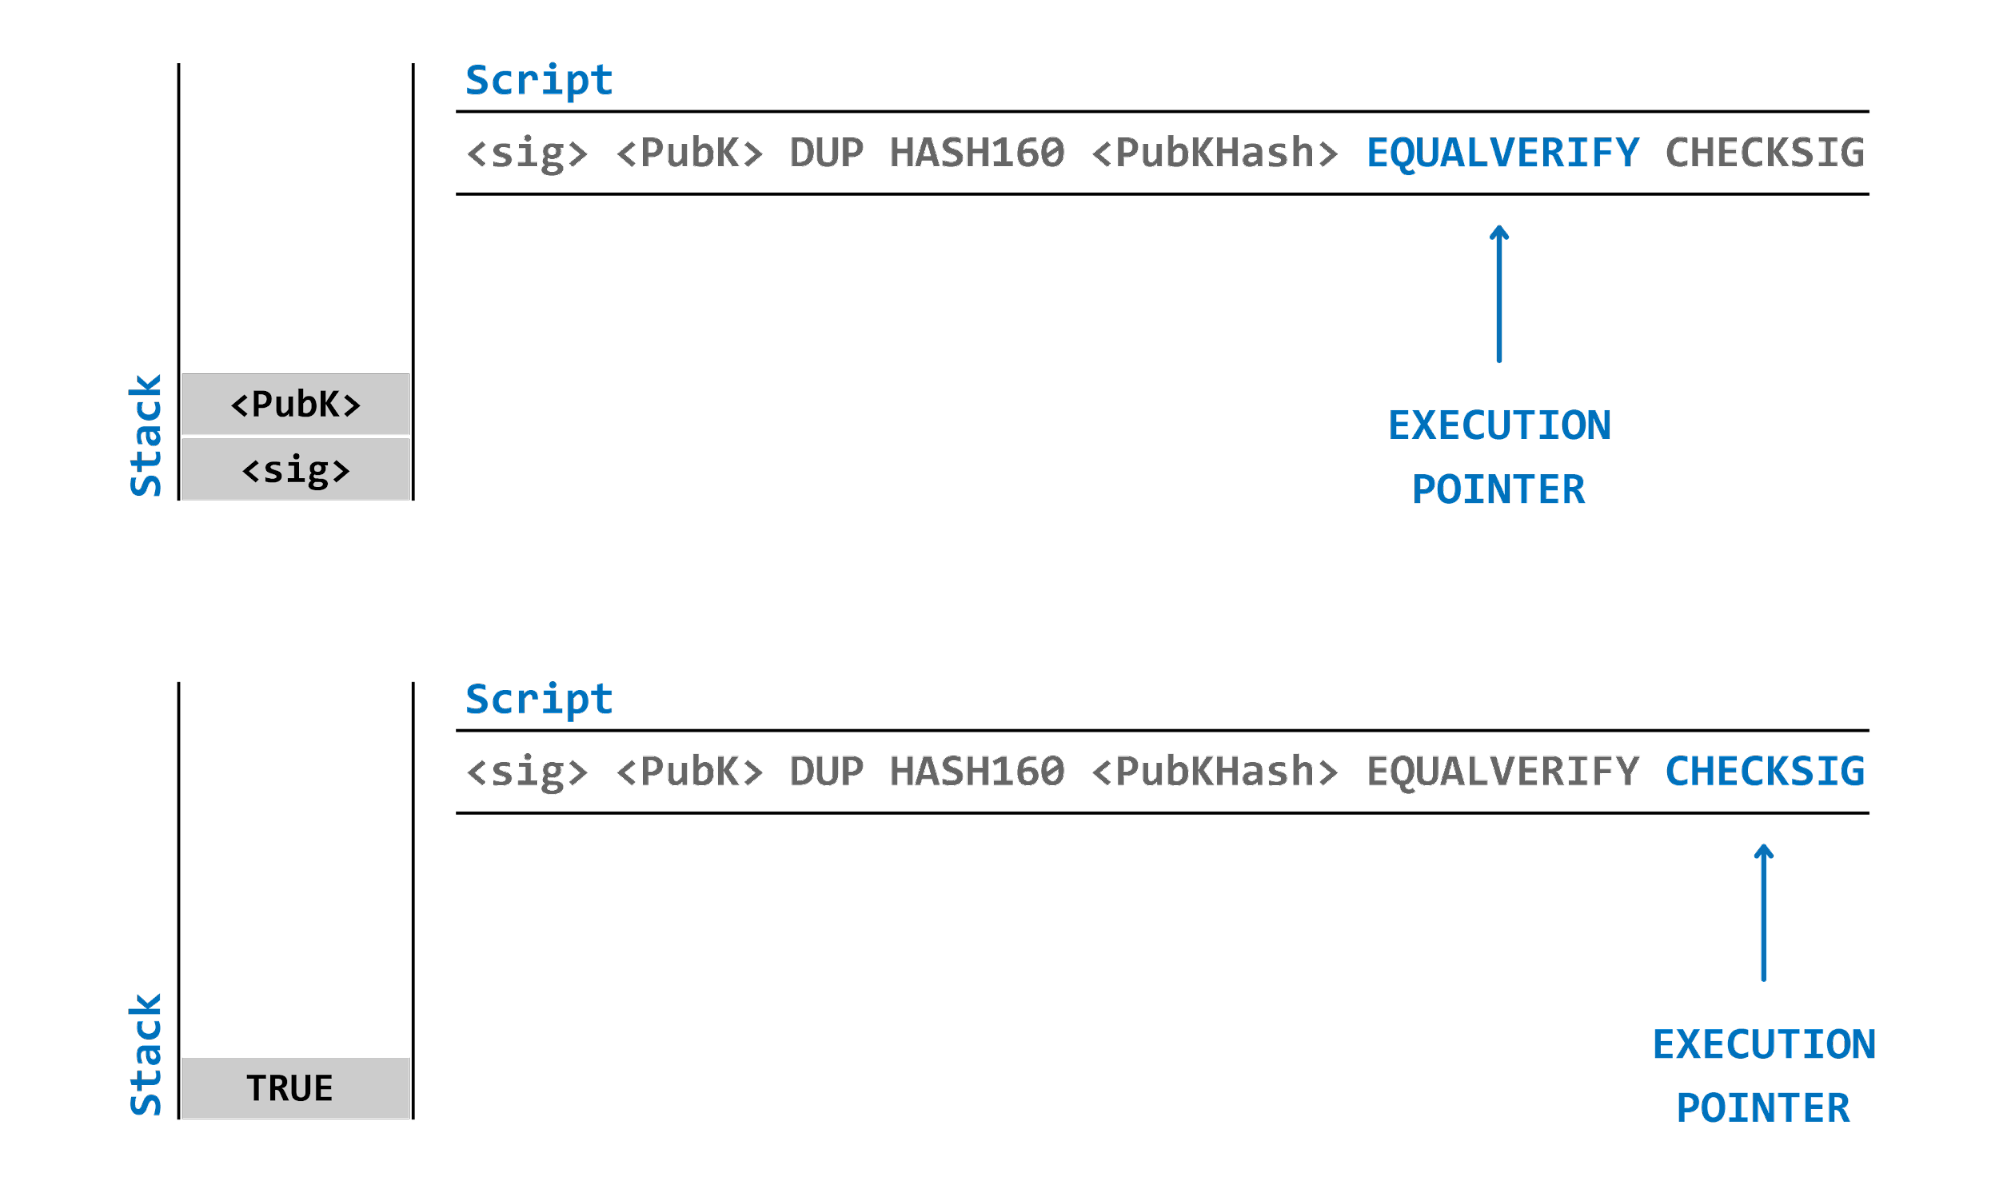 Script
<sig> <PubK> DUP HASH160 <PubKHash> EQUALVERIFY CHECKSIG
Stack
<PubK>
<sig>
EXECUTION
POINTER
Script
<sig> <PubK> DUP HASH160 <PubKHash> EQUALVERIFY CHECKSIG
Stack
TRUE
EXECUTION
POINTER